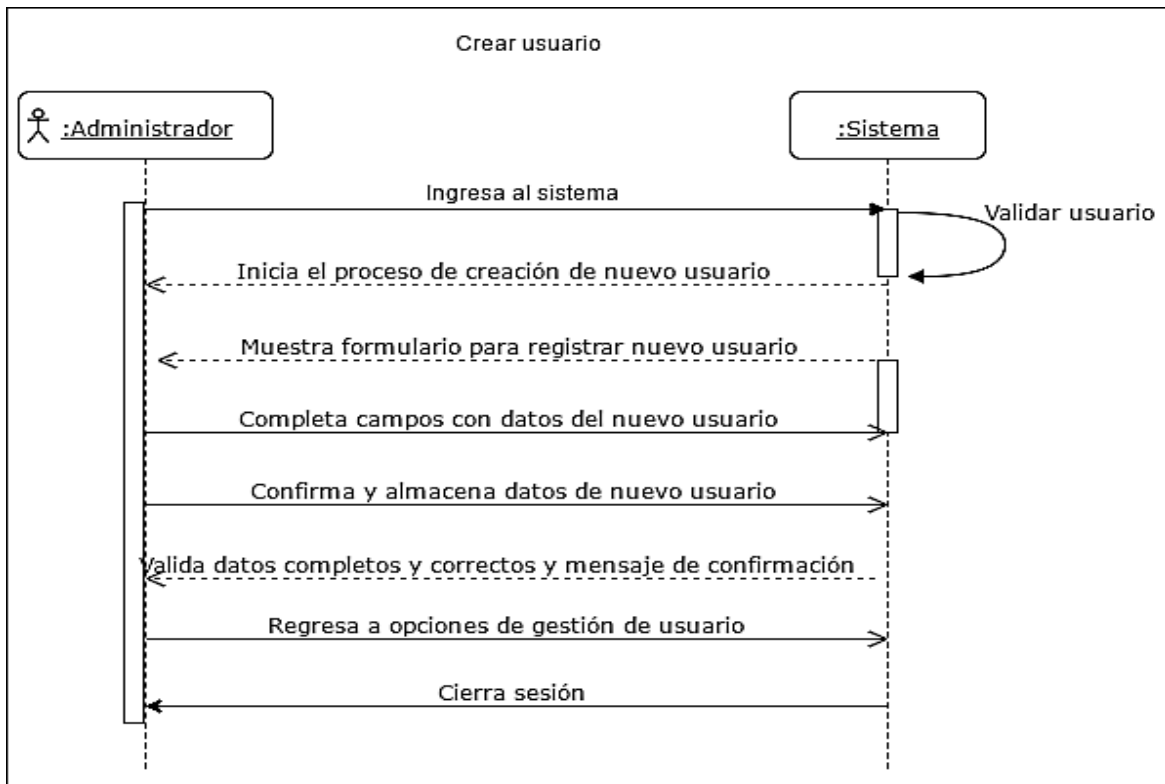 Crear usuario
:Administrador
:Sistema
Ingresa al sistema
Validar usuario
Inicia el proceso de creación de nuevo usuario
Muestra formulario para registrar nuevo usuario
Completa campos con datos del nuevo usuario
Confirma y almacena datos de nuevo usuario
Valida datos completos y correctos y mensaje de confirmación
Regresa a opciones de gestión de usuario
Cierra sesión